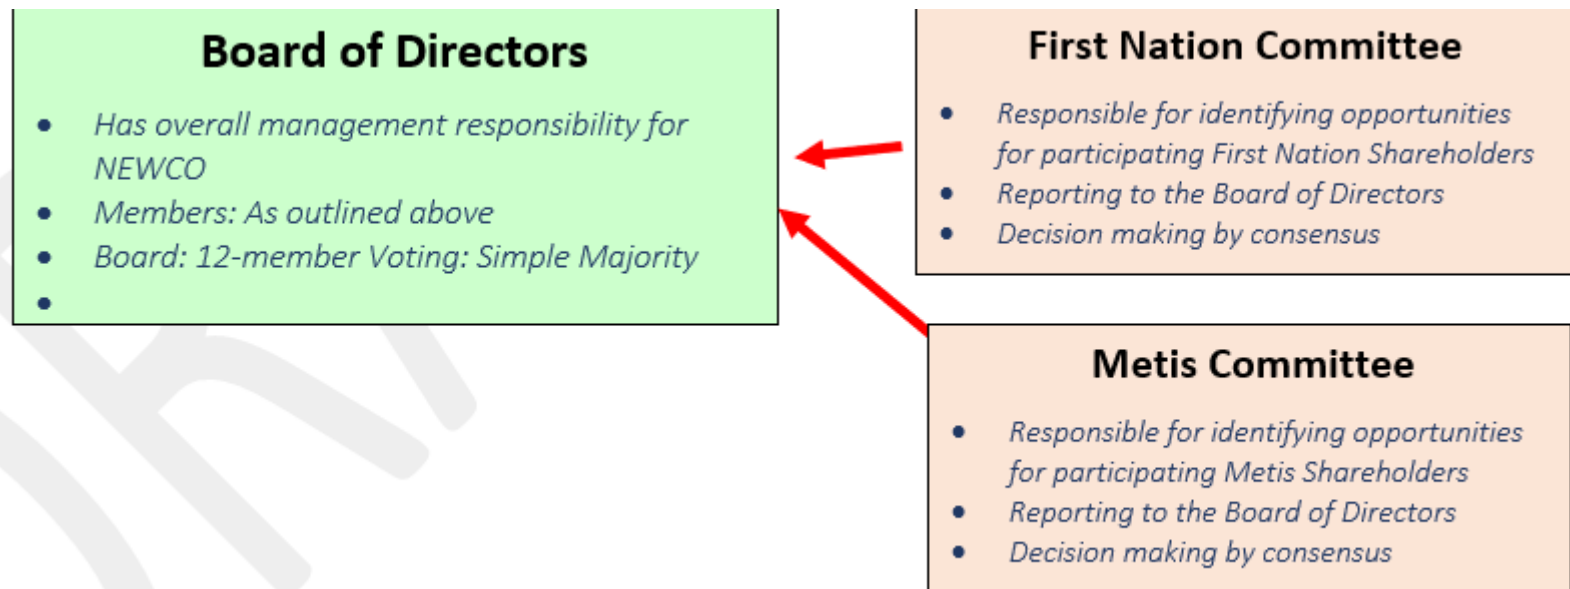 Board of Directors
• Has overall management responsibility for
NEWCO
• Members: As outlined above
• Board: 12-member Voting: Simple Majority
•
First Nation Committee
• Responsible for identifying opportunities
for participating First Nation Shareholders
• Reporting to the Board of Directors
• Decision making by consensus
Metis Committee
• Responsible for identifying opportunities
for participating Metis Shareholders
• Reporting to the Board of Directors
• Decision making by consensus